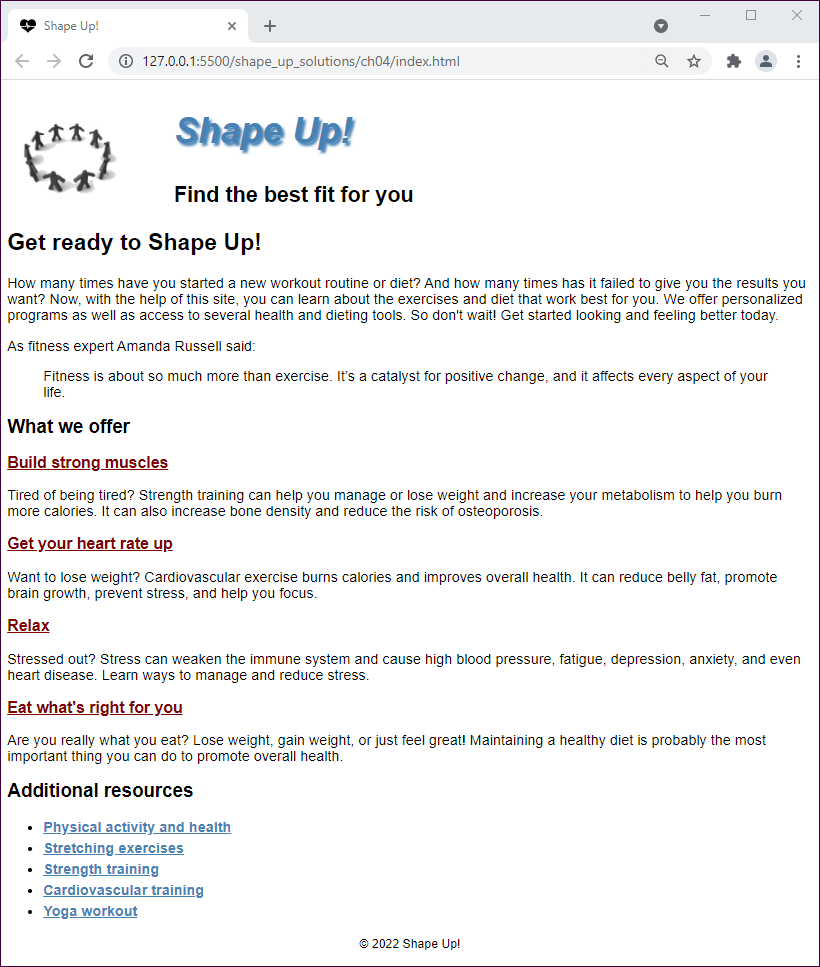 Shape Up!
127.0.0.1:5500/shape_up_solutions/ch04/index.html
Shape Up!
Find the best fit for you
Get ready to Shape Up!
How many times have you started a new workout routine or diet? And how many times has it failed to give you the results you
want? Now, with the help of this site, you can learn about the exercises and diet that work best for you. We offer personalized
programs as well as access to several health and dieting tools. So don't wait! Get started looking and feeling better today.
As fitness expert Amanda Russell said:
Fitness is about so much more than exercise. It’s a catalyst for positive change, and it affects every aspect of your
life.
What we offer
Build strong muscles
Tired of being tired? Strength training can help you manage or lose weight and increase your metabolism to help you burn
more calories. It can also increase bone density and reduce the risk of osteoporosis.
Get your heart rate up
Want to lose weight? Cardiovascular exercise burns calories and improves overall health. It can reduce belly fat, promote
brain growth, prevent stress, and help you focus.
Relax
Stressed out? Stress can weaken the immune system and cause high blood pressure, fatigue, depression, anxiety, and even
heart disease. Learn ways to manage and reduce stress.
Eat what's right for you
Are you really what you eat? Lose weight, gain weight, or just feel great! Maintaining a healthy diet is probably the most
important thing you can do to promote overall health.
Additional resources
• Physical activity and health
• Stretching exercises
• Strength training
• Cardiovascular training
• Yoga workout
© 2022 Shape Up!